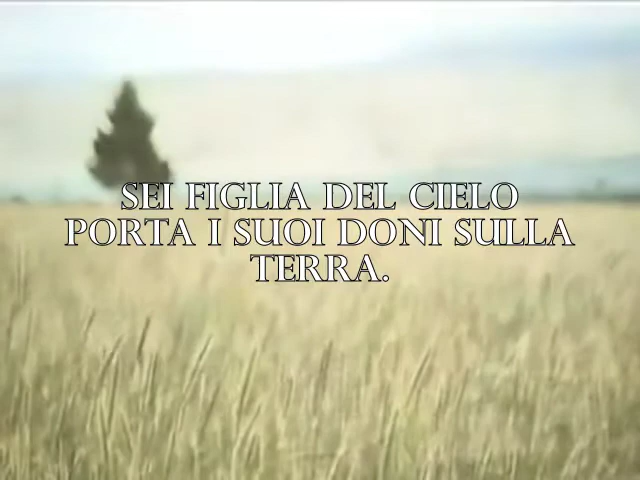 SEI FIGLIA DEL CIELO
PORTA I SUOI DONI SULLA
TERRA.